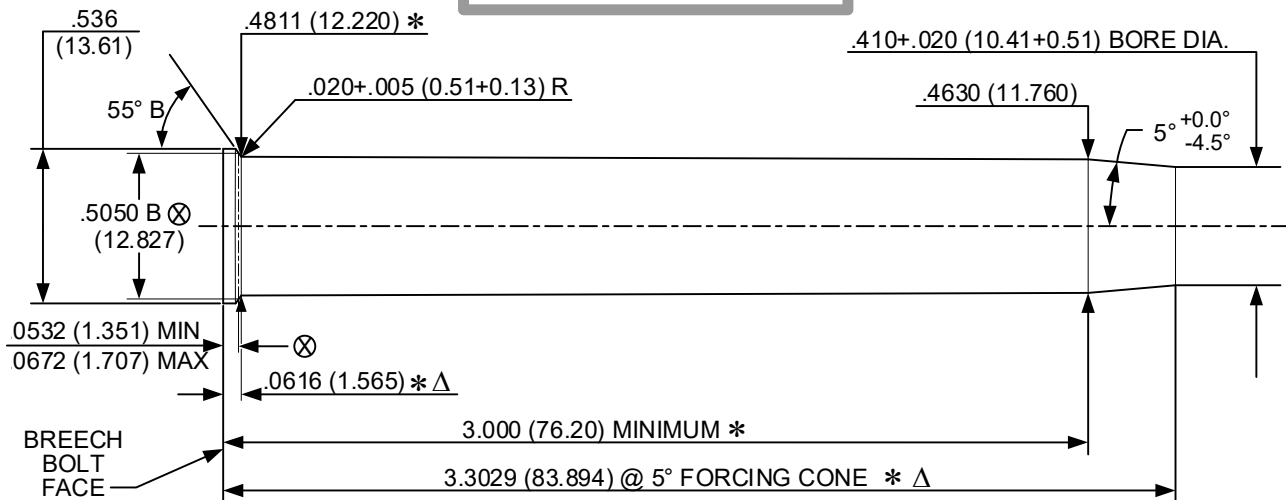 .536
(13.61)
.4811 (12.220) *
.410+.020 (10.41+0.51) BORE DIA.
.020+.005 (0.51+0.13) R
.4630 (11.760)
55° B
5° +0.0°
-4.5°
.5050 B ⊗
(12.827)
.0532 (1.351) MIN
.0672 (1.707) MAX
⊗
.0616 (1.565) * Δ
BREECH
BOLT
FACE
3.000 (76.20) MINIMUM *
3.3029 (83.894) @ 5° FORCING CONE * Δ